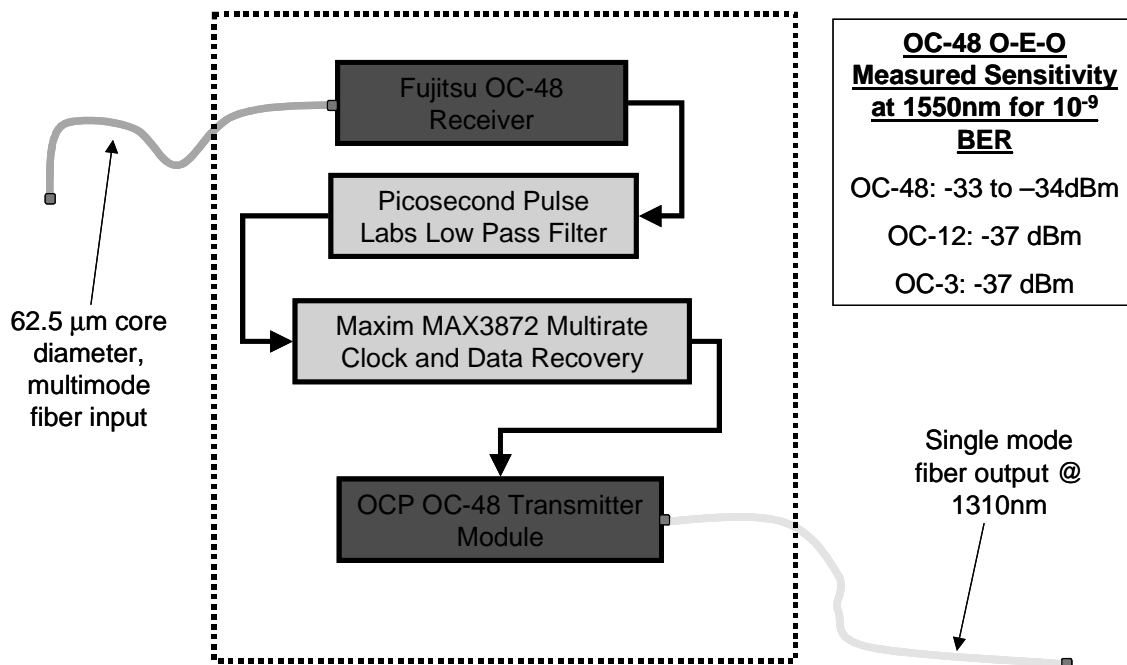 Fujitsu OC-48
Receiver
Picosecond Pulse
Labs Low Pass Filter
Maxim MAX3872 Multirate
Clock and Data Recovery
OCP OC-48 Transmitter
Module
62.5 μm core
diameter,
multimode
fiber input
OC-48 O-E-O
Measured Sensitivity
at 1550nm for 10⁻⁹
BER
OC-48: -33 to –34dBm
OC-12: -37 dBm
OC-3: -37 dBm
Single mode
fiber output @
1310nm